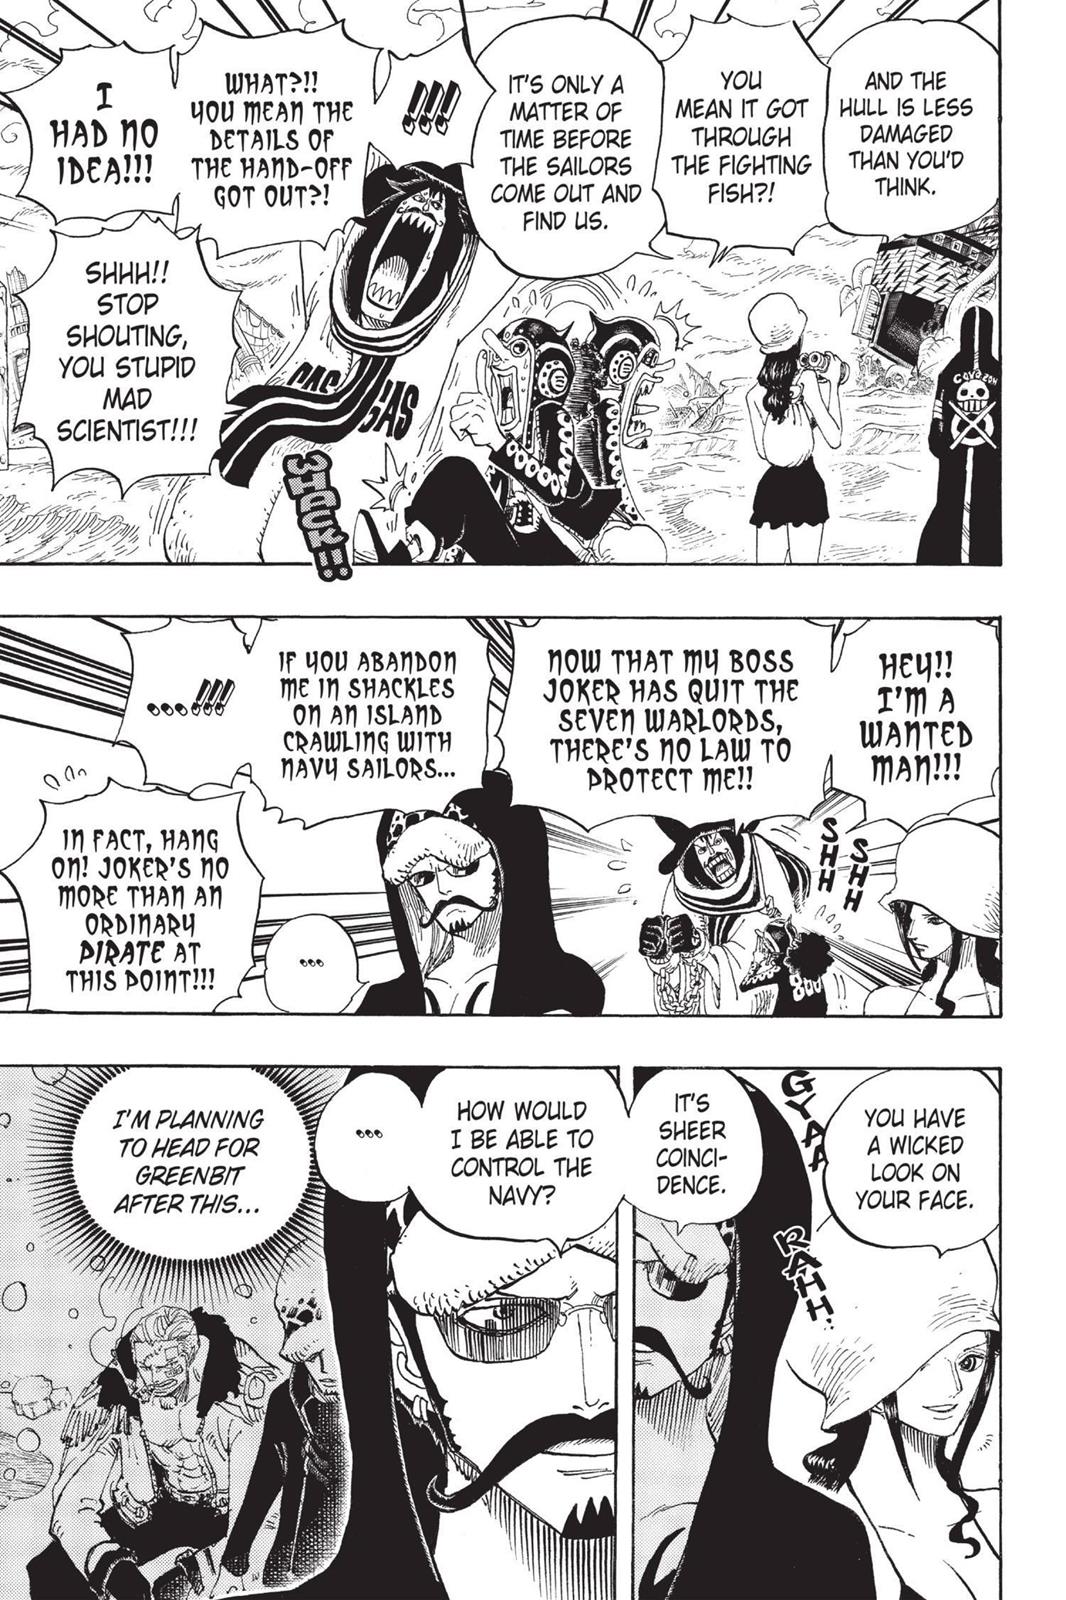 AND THE
HULL IS LESS
DAMAGED
THAN YOU'D
THINK.
YOU
MEAN IT GOT
THROUGH
THE FIGHTING
FISH?!
IT'S ONLY A
MATTER OF
TIME BEFORE
THE SAILORS
COME OUT AND
FIND US.
!!!
WHAT?!!
YOU MEAN THE
DETAILS OF
THE HAND-OFF
GOT OUT?!
I
HAD NO
IDEA!!!
SHHH!!
STOP
SHOUTING,
YOU STUPID
MAD
SCIENTIST!!!
GAS
GAS
WHACK!!!
HEY!!
I'M A
WANTED
MAN!!!
NOW THAT MY BOSS
JOKER HAS QUIT THE
SEVEN WARLORDS,
THERE'S NO LAW TO
PROTECT ME!!
IF YOU ABANDON
ME IN SHACKLES
ON AN ISLAND
CRAWLING WITH
NAVY SAILORS...
...!!!
IN FACT, HANG
ON! JOKER'S NO
MORE THAN AN
ORDINARY
PIRATE AT
THIS POINT!!!
...
SHH
SHH
YOU HAVE
A WICKED
LOOK ON
YOUR FACE.
GYAA
RAHH!
IT'S
SHEER
COINCI-
DENCE.
HOW WOULD
I BE ABLE TO
CONTROL THE
NAVY?
...
I'M PLANNING
TO HEAD FOR
GREENBIT
AFTER THIS...